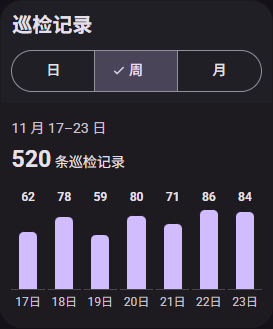 巡检记录
日 周 月
11 月 17–23 日
520 条巡检记录
62 78 59 80 71 86 84
17日 18日 19日 20日 21日 22日 23日